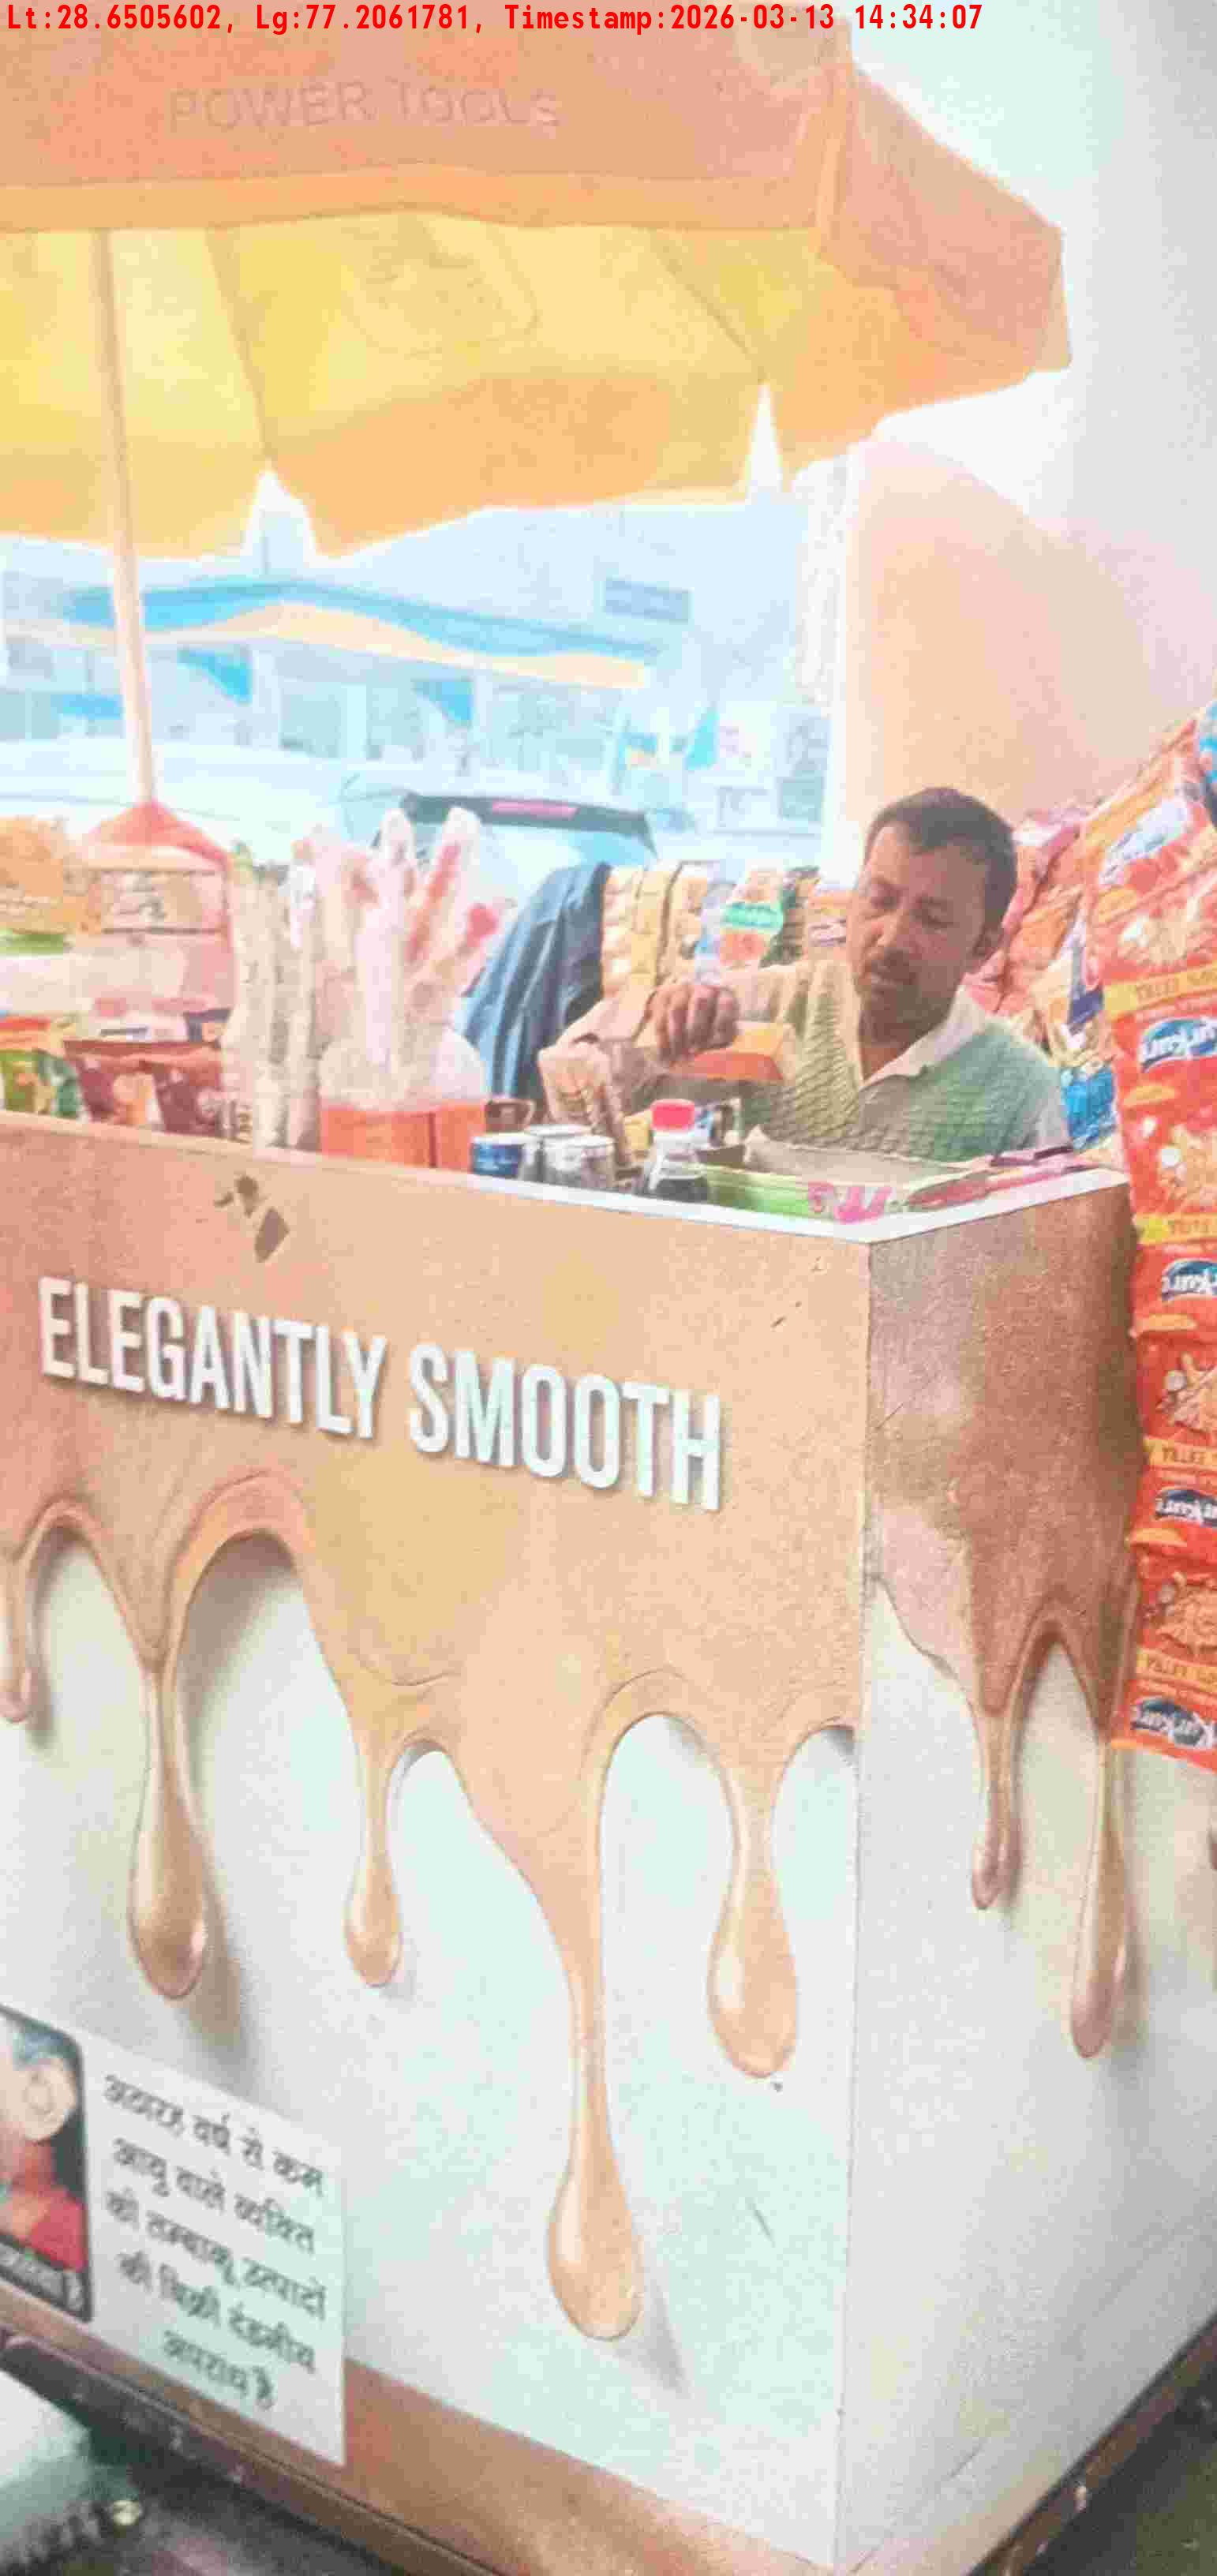 Lt:28.6505602, Lg:77.2061781, Timestamp:2026-03-13 14:34:07
POWER TOOLS
ELEGANTLY SMOOTH
Kurkure
अठारह वर्ष से कम
आयु वाले व्यक्ति
को तम्बाकू उत्पादों
की बिक्री दंडनीय
अपराध है